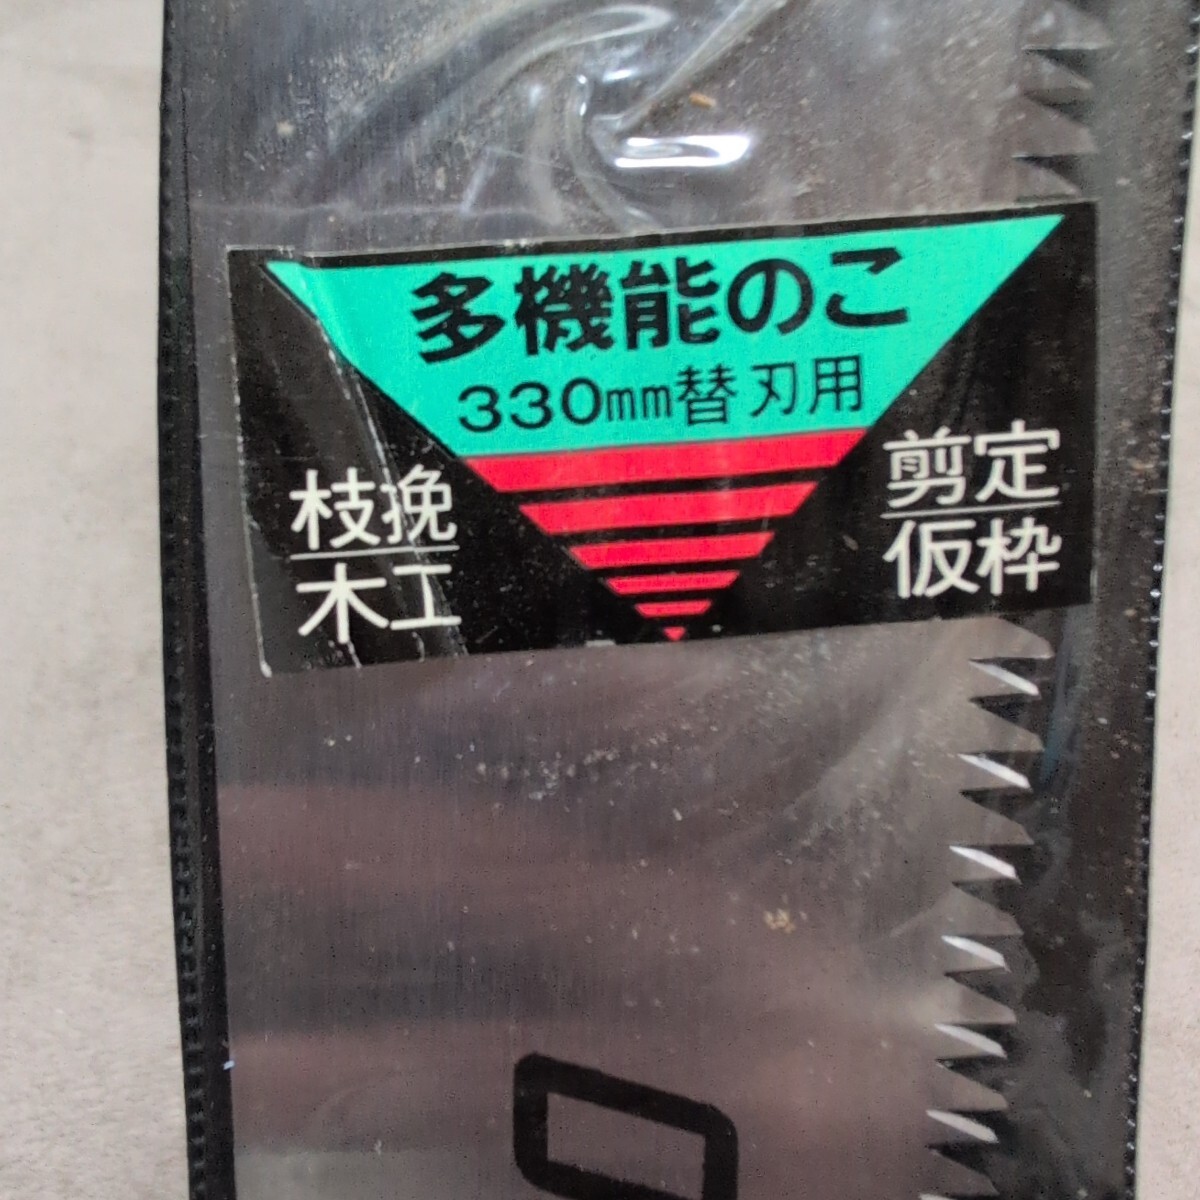 多機能のこ
330mm替刃用
枝挽
木工
剪定
仮枠